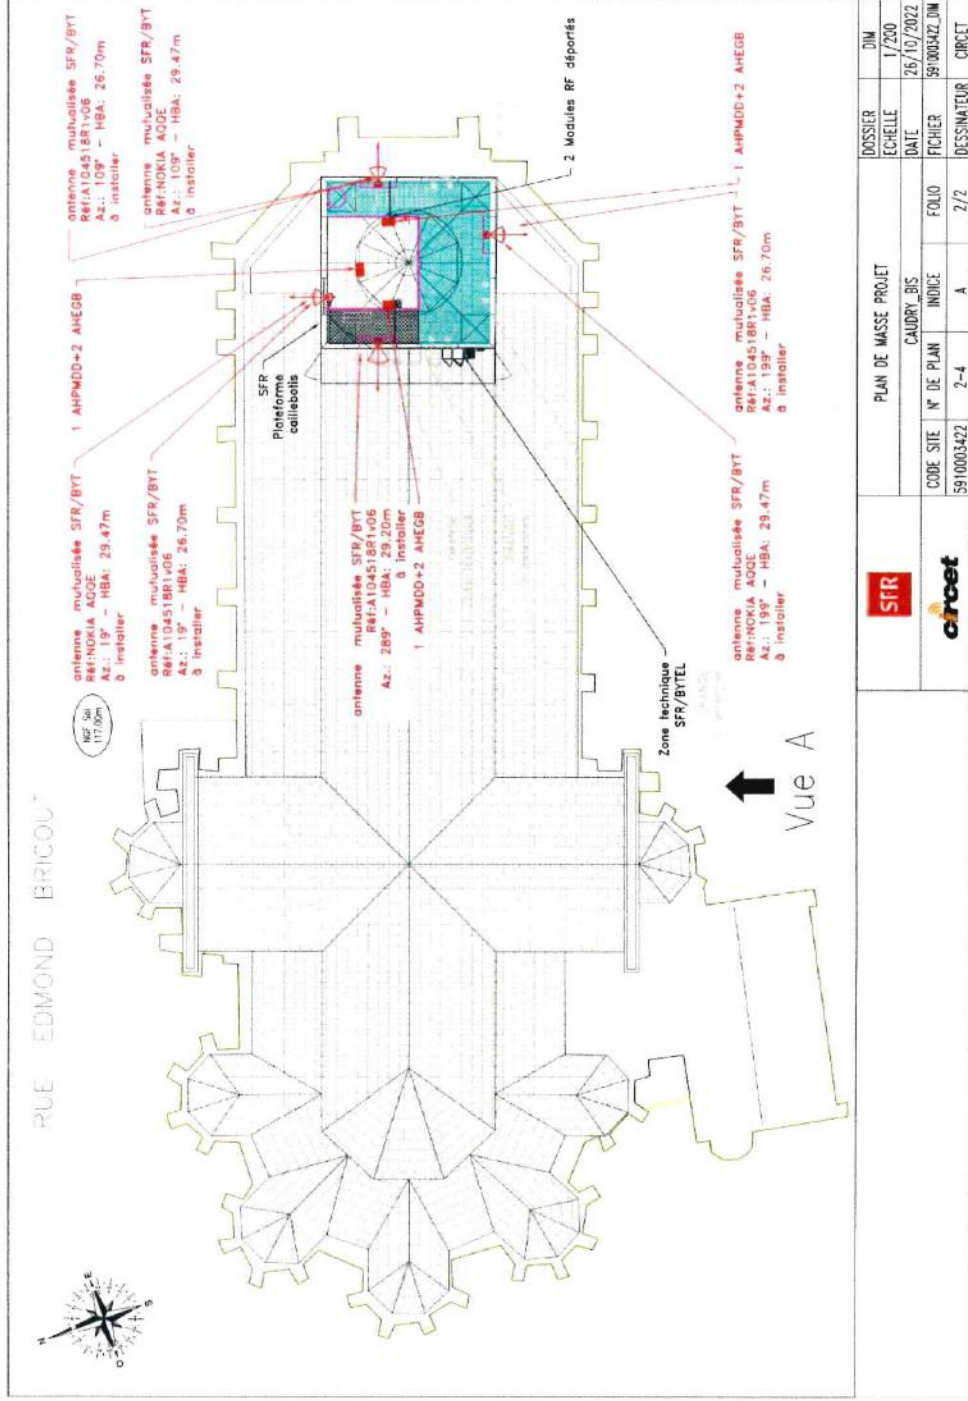 RUE EDMOND BRICOUT
N
E
S
O
NGF Sol
117.00m
antenne mutualisée SFR/BYT
Réf:NOKIA AQQE
Az.: 19° - HBA: 29.47m
à installer
antenne mutualisée SFR/BYT
Réf:A104518R1v06
Az.: 19° - HBA: 26.70m
à installer
1 AHPMDD+2 AHEGB
antenne mutualisée SFR/BYT
Réf:A104518R1v06
Az.: 109° - HBA: 26.70m
à installer
antenne mutualisée SFR/BYT
Réf:NOKIA AQQE
Az.: 109° - HBA: 29.47m
à installer
SFR
Plateforme
caillebotis
antenne mutualisée SFR/BYT
Réf:A104518R1v06
Az.: 289° - HBA: 29.20m
à installer
1 AHPMDD+2 AHEGB
2 Modules RF déportés
Zone technique
SFR/BYTEL
antenne mutualisée SFR/BYT
Réf:NOKIA AQQE
Az.: 199° - HBA: 29.47m
à installer
antenne mutualisée SFR/BYT
Réf:A104518R1v06
Az.: 199° - HBA: 26.70m
à installer
1 AHPMDD+2 AHEGB
Vue A
SFR
circet
PLAN DE MASSE PROJET
CAUDRY_BIS
CODE SITE N° DE PLAN INDICE FOLIO
5910003422 2-4 A 2/2
DOSSIER DIM
ECHELLE 1/200
DATE 26/10/2022
FICHIER 5910003422_DIM
DESSINATEUR CIRCET